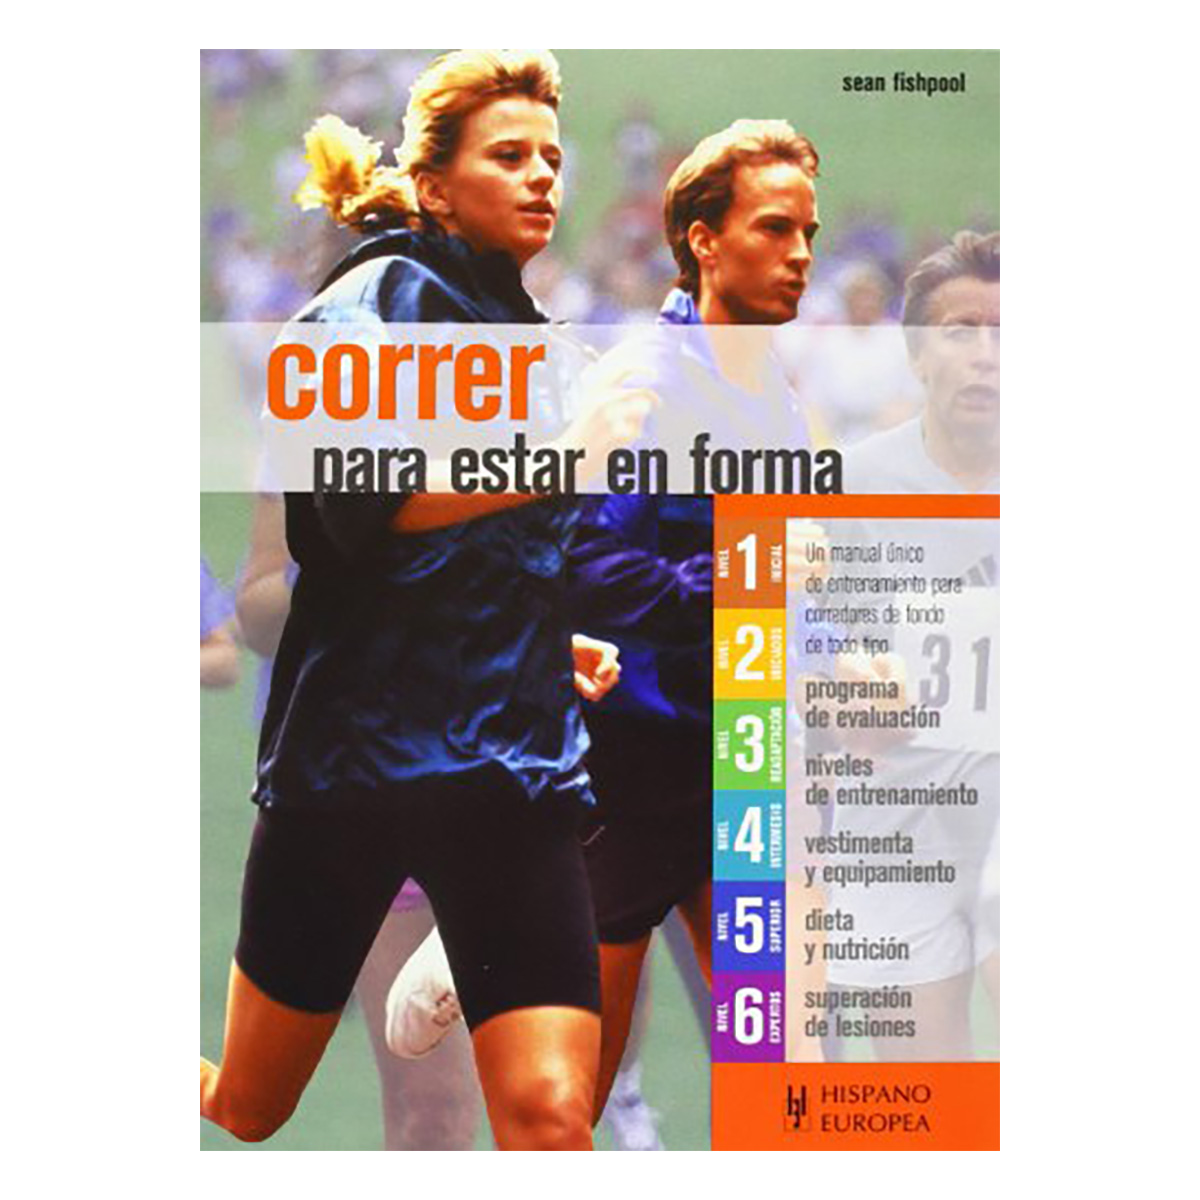 sean fishpool
correr
para estar en forma
NIVEL 1 INICIAL
NIVEL 2 INICIADOS
NIVEL 3 READAPTACIÓN
NIVEL 4 INTERMEDIO
NIVEL 5 SUPERIOR
NIVEL 6 EXPERTOS
Un manual único
de entrenamiento para
corredores de fondo
de todo tipo
programa
de evaluación
niveles
de entrenamiento
vestimenta
y equipamiento
dieta
y nutrición
superación
de lesiones
31
HISPANO
EUROPEA